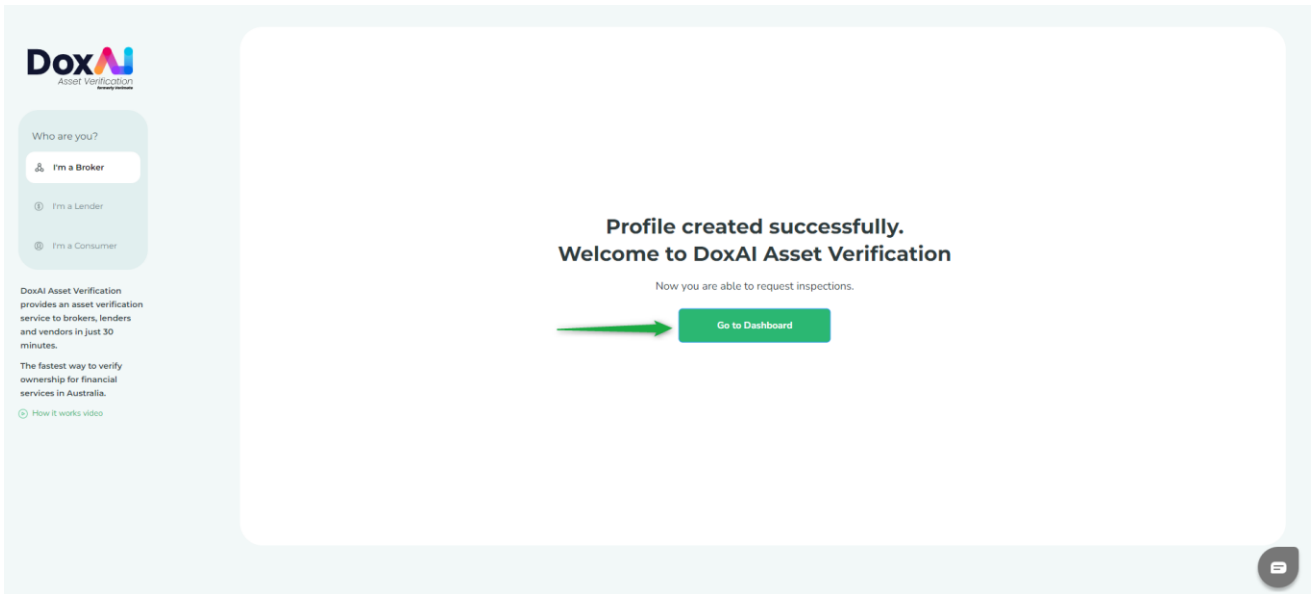 DoxAI
Asset Verification
formerly Verimoto
Who are you?
I'm a Broker
I'm a Lender
I'm a Consumer
DoxAI Asset Verification
provides an asset verification
service to brokers, lenders
and vendors in just 30
minutes.
The fastest way to verify
ownership for financial
services in Australia.
How it works video
Profile created successfully.
Welcome to DoxAI Asset Verification
Now you are able to request inspections.
Go to Dashboard